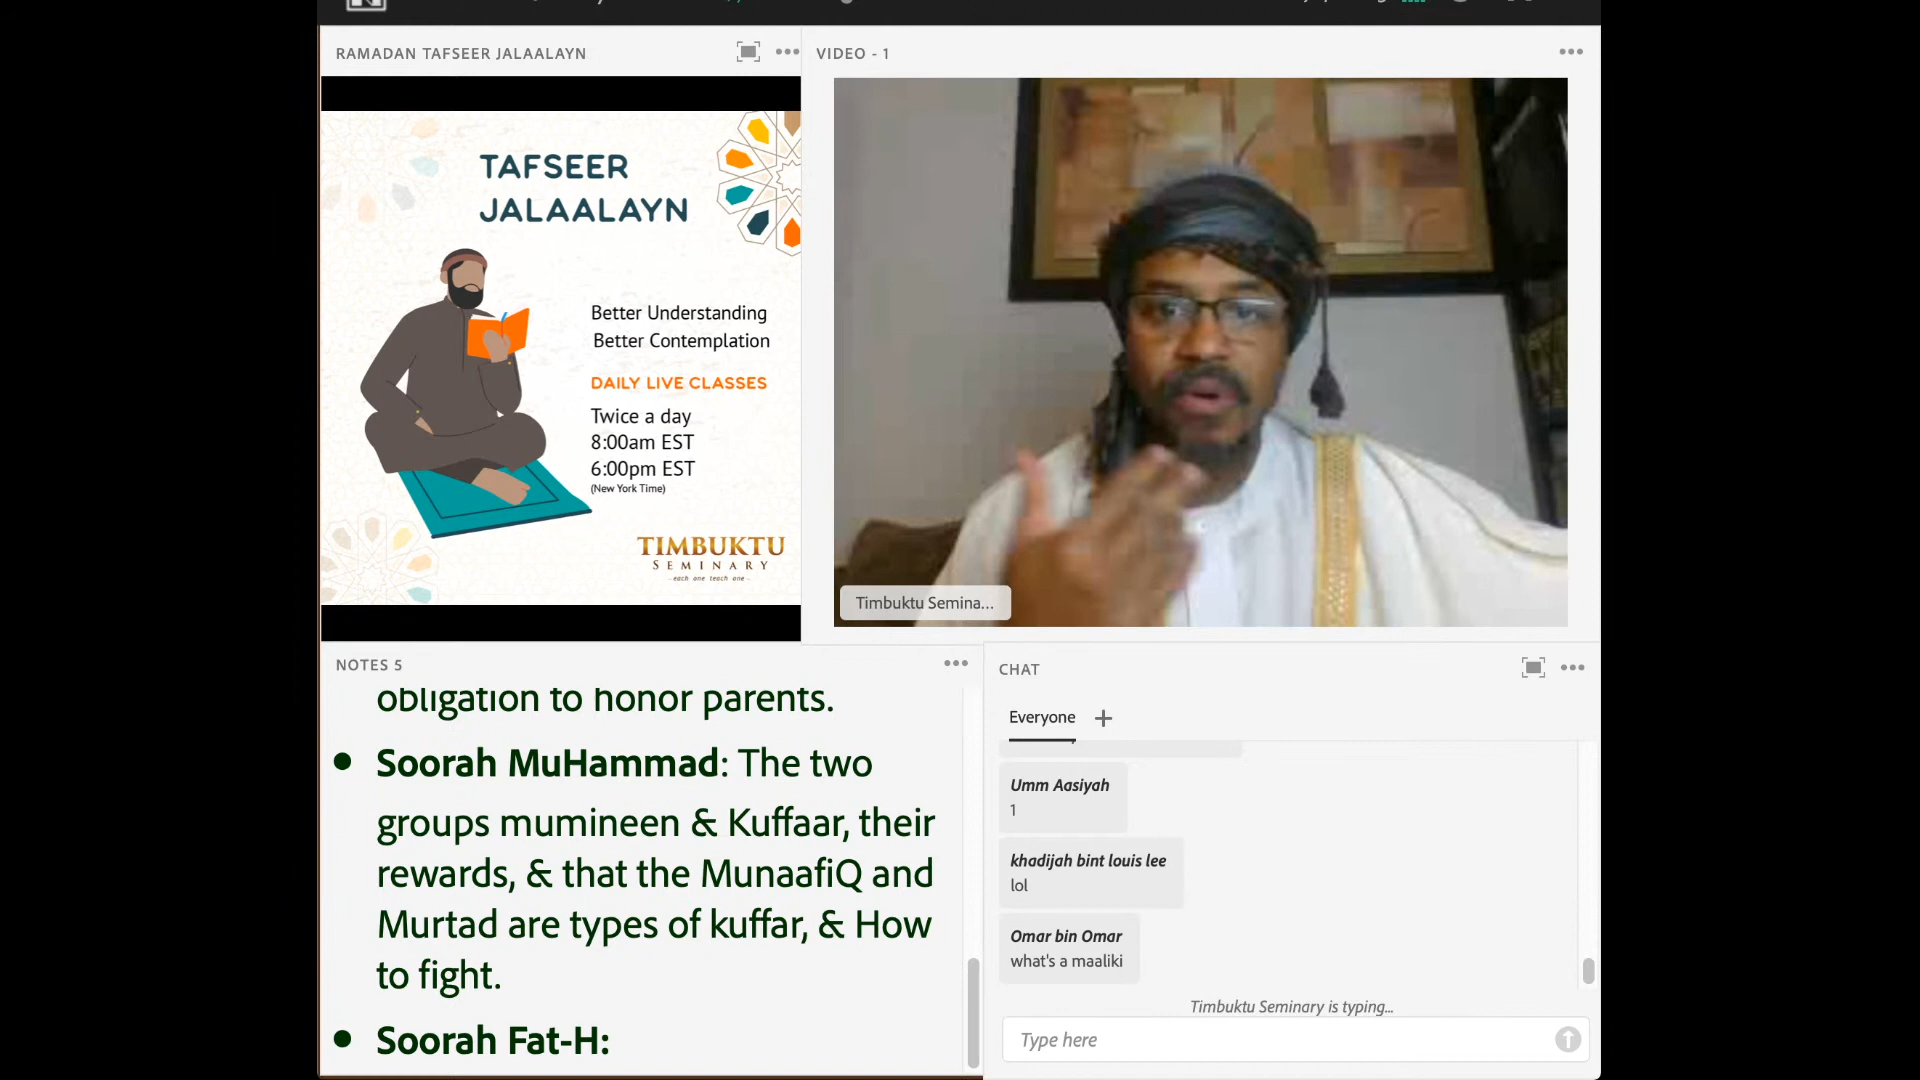 RAMADAN TAFSEER JALAALAYN
TAFSEER
JALAALAYN
Better Understanding
Better Contemplation
DAILY LIVE CLASSES
Twice a day
8:00am EST
6:00pm EST
(New York Time)
TIMBUKTU
SEMINARY
- each one teach one -
VIDEO - 1
Timbuktu Semina...
NOTES 5
obligation to honor parents.
• Soorah MuHammad: The two
groups mumineen & Kuffaar, their
rewards, & that the MunaafiQ and
Murtad are types of kuffar, & How
to fight.
• Soorah Fat-H:
CHAT
Everyone
Umm Aasiyah
1
khadijah bint louis lee
lol
Omar bin Omar
what's a maaliki
Timbuktu Seminary is typing...
Type here